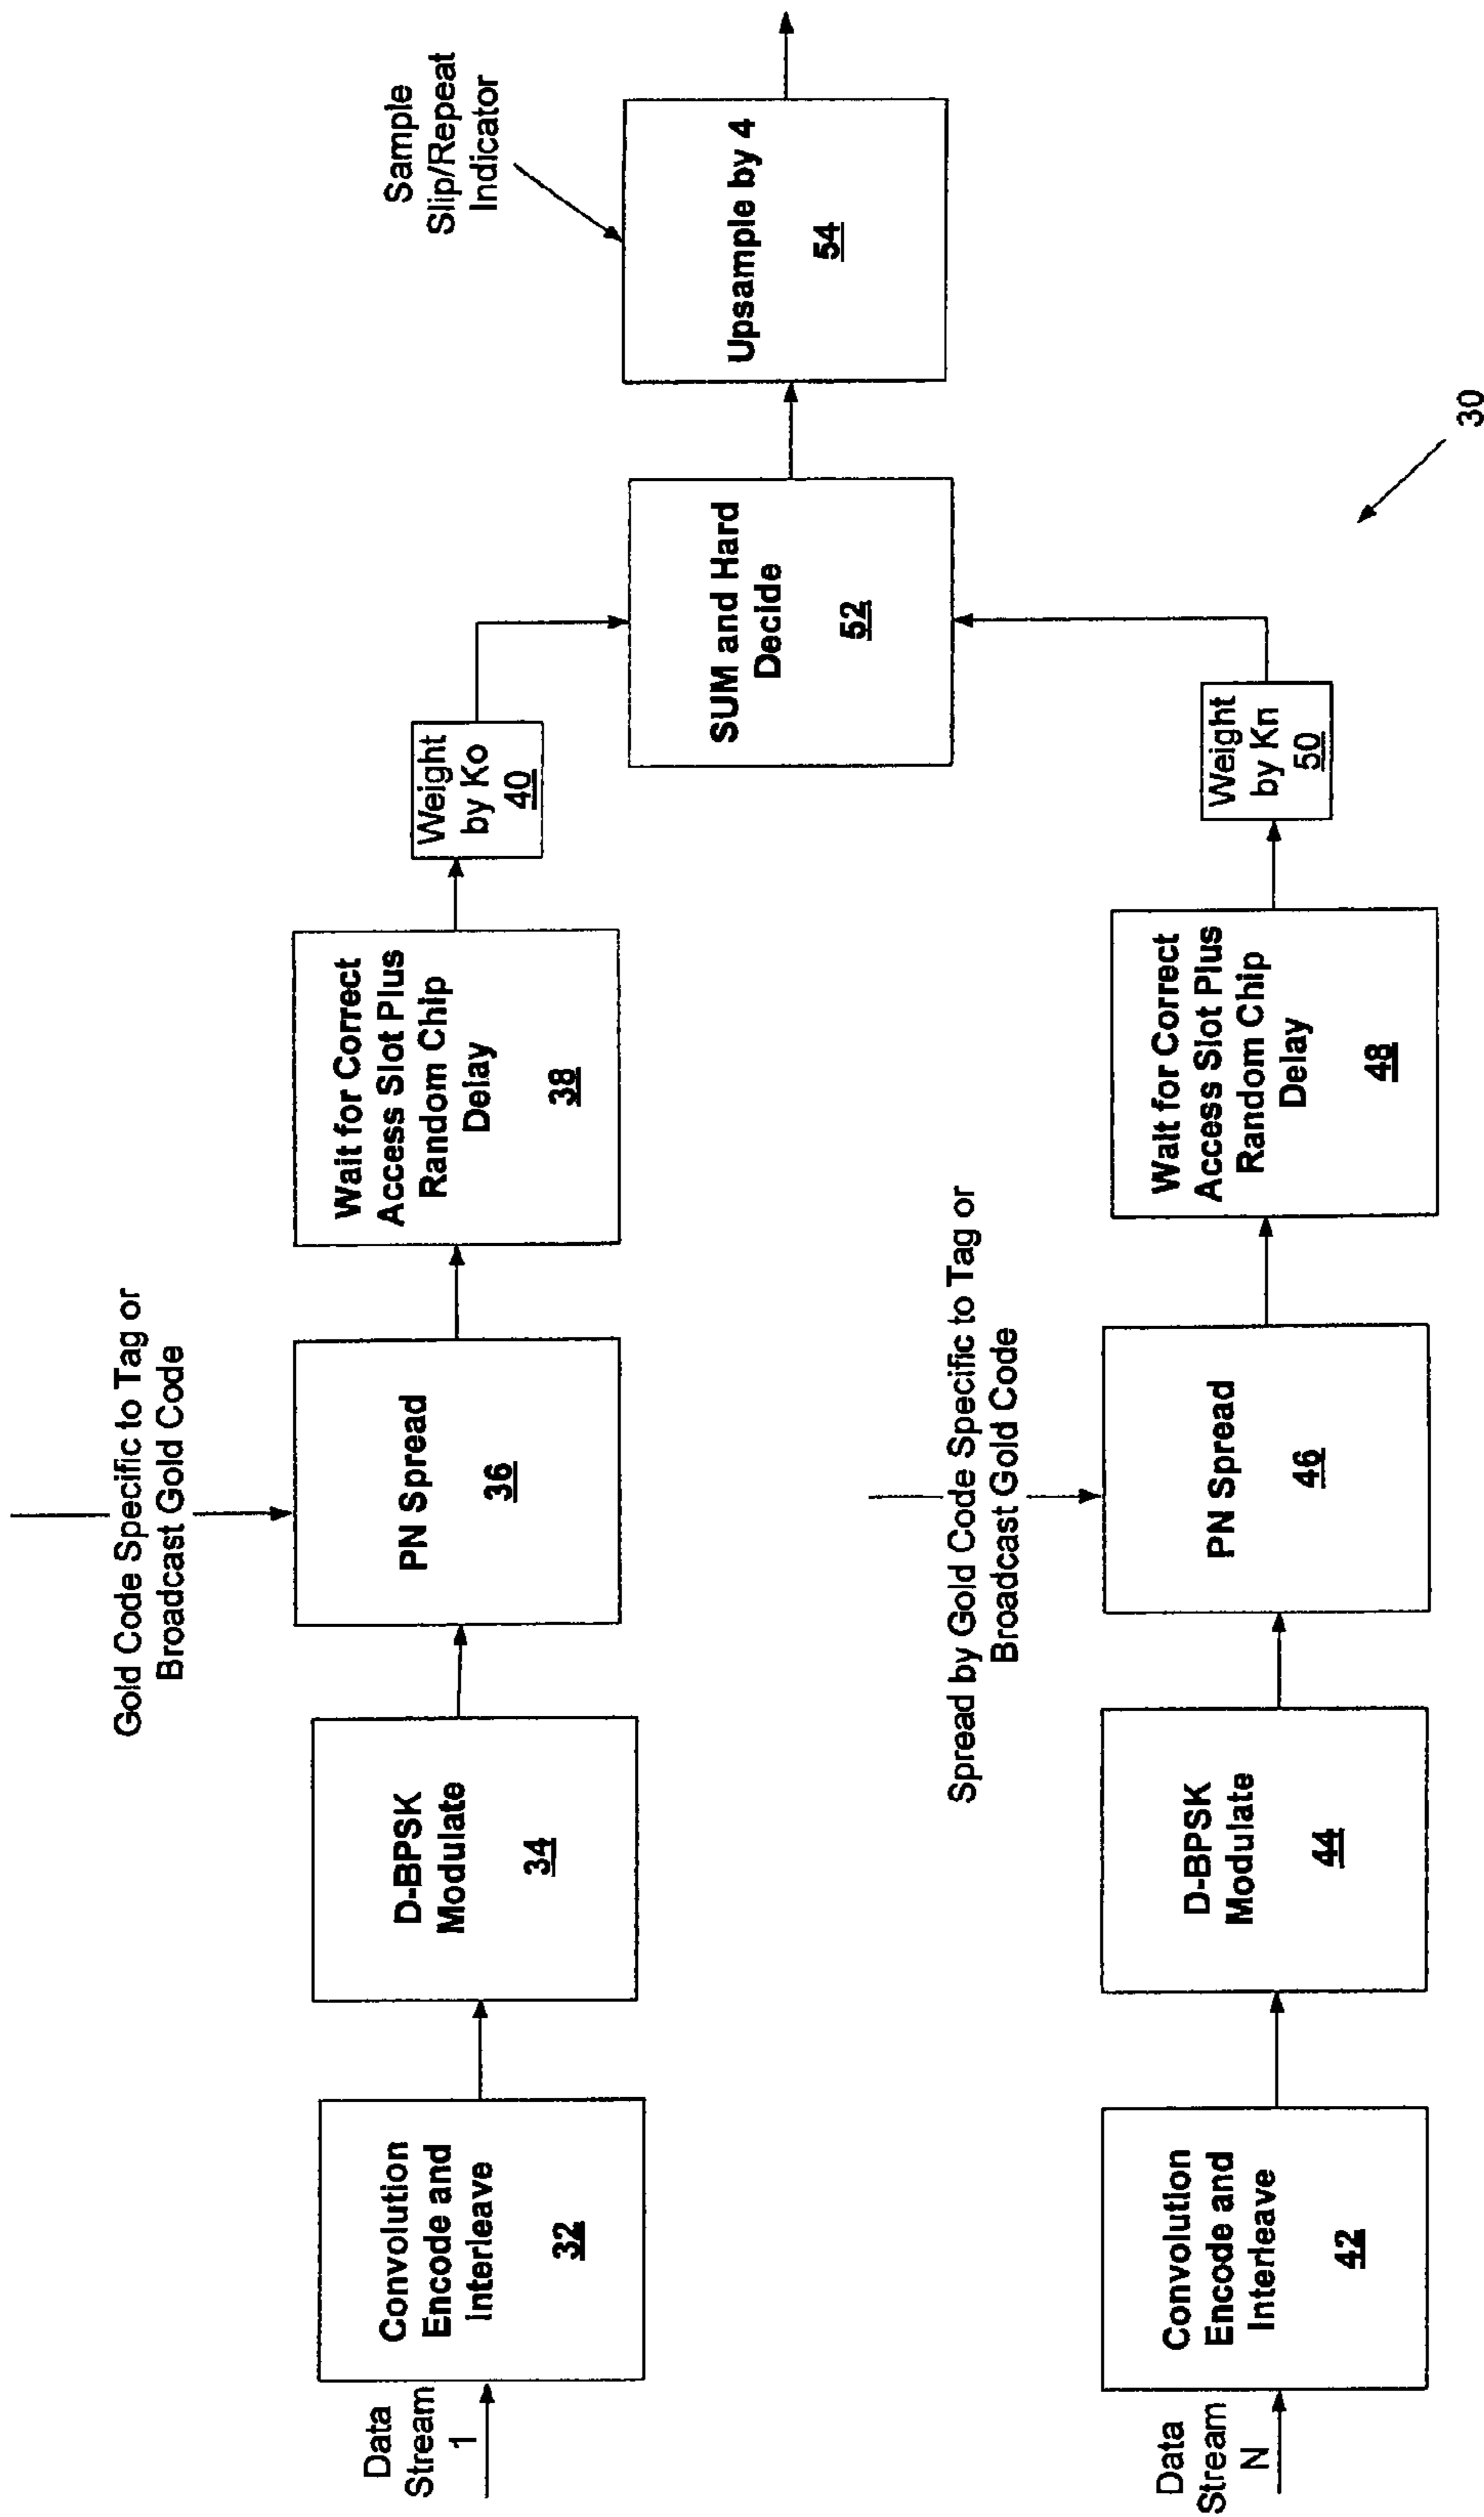 Data
Stream
1
Convolution
Encode and
Interleave
32
D-BPSK
Modulate
34
Gold Code Specific to Tag or
Broadcast Gold Code
PN Spread
36
Wait for Correct
Access Slot Plus
Random Chip
Delay
38
Weight
by Ko
40
SUM and Hard
Decide
52
Sample
Slip/Repeat
Indicator
Upsample by 4
54
Data
Stream
N
Convolution
Encode and
Interleave
42
D-BPSK
Modulate
44
Spread by Gold Code Specific to Tag or
Broadcast Gold Code
PN Spread
46
Wait for Correct
Access Slot Plus
Random Chip
Delay
48
Weight
by Kn
50
30